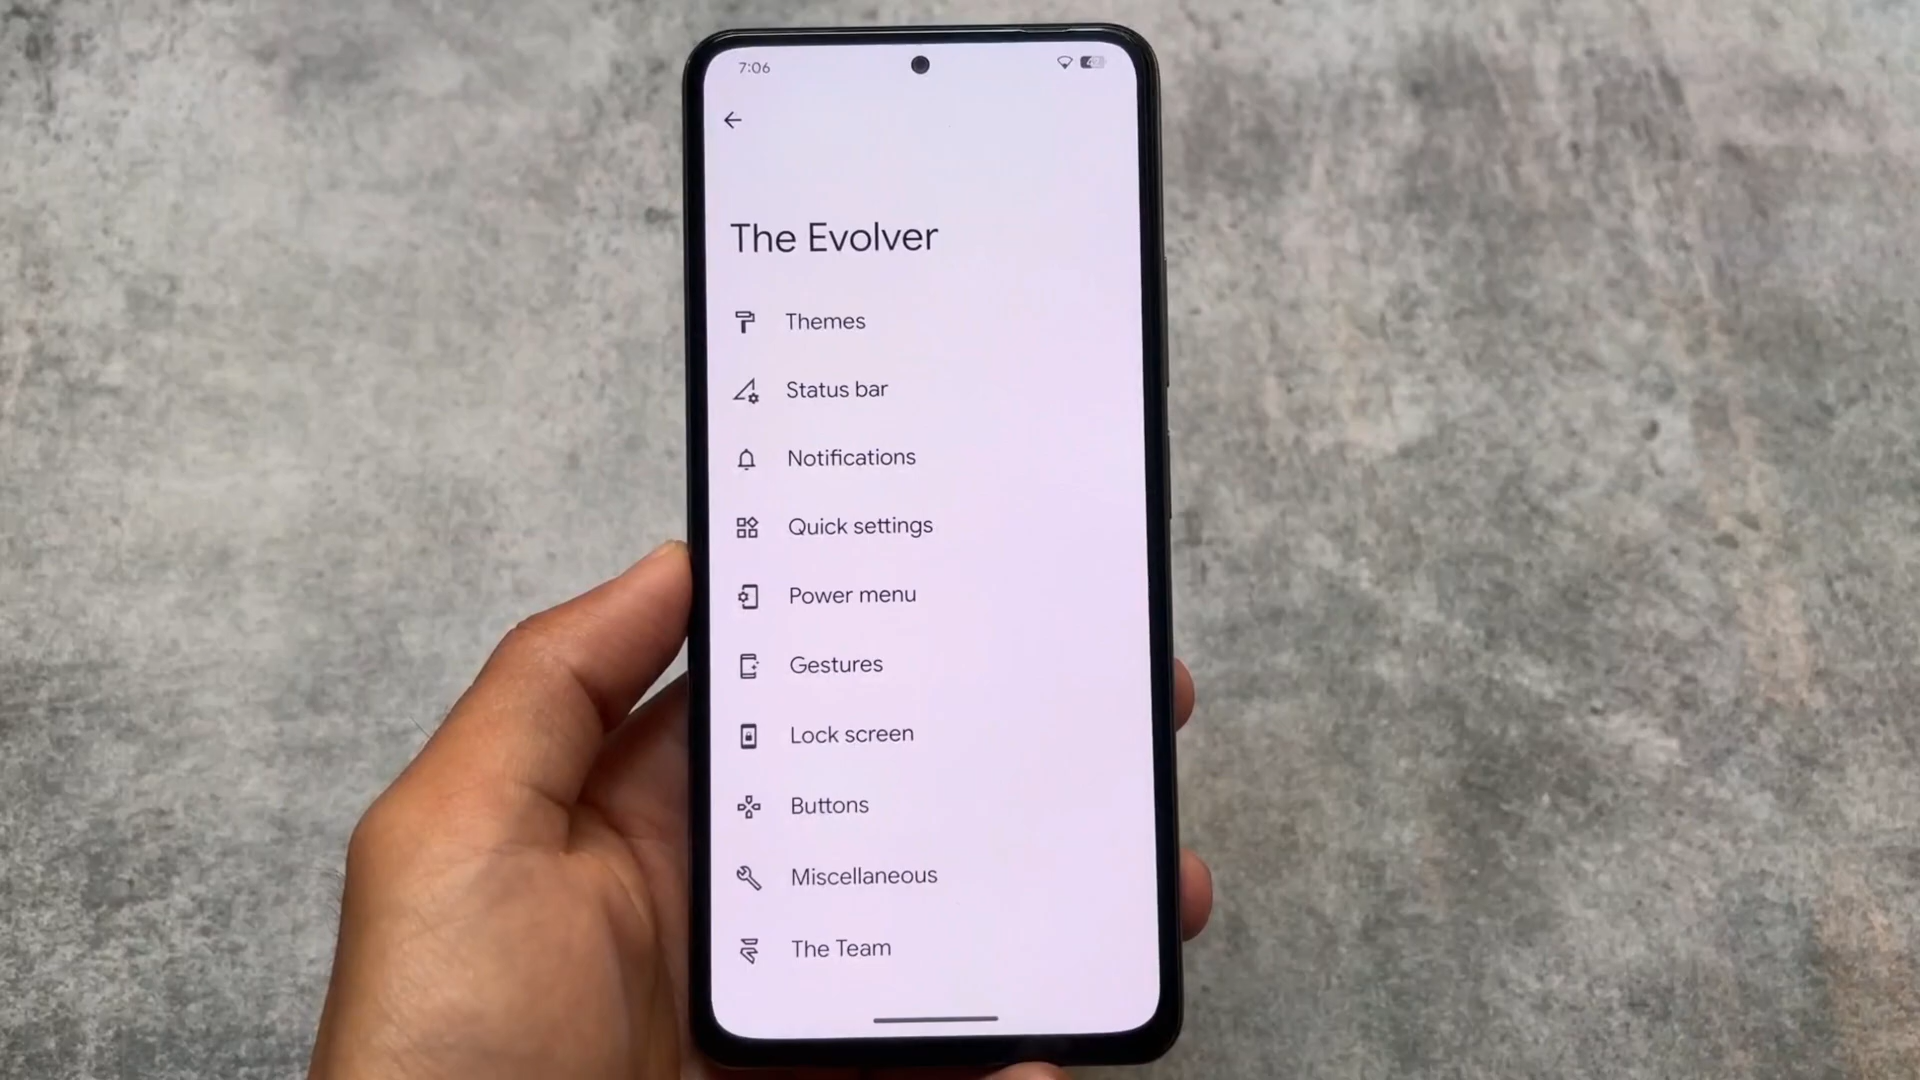 7:06
The Evolver
Themes
Status bar
Notifications
Quick settings
Power menu
Gestures
Lock screen
Buttons
Miscellaneous
The Team